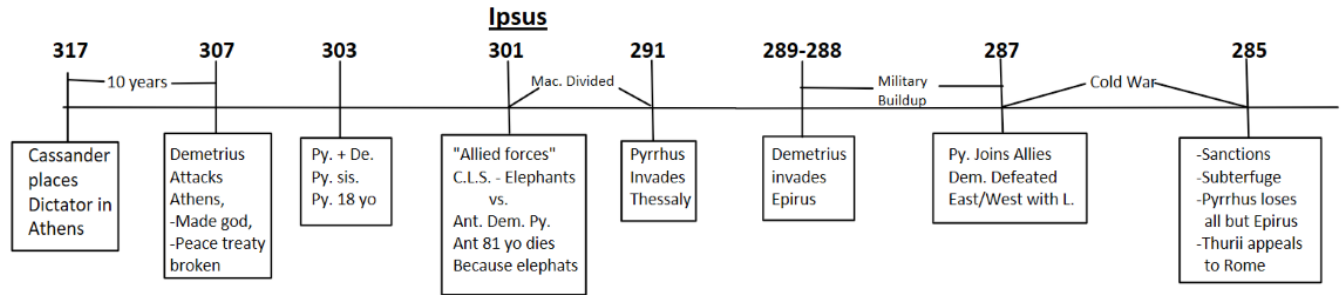 Ipsus
317
307
303
301
291
289-288
287
285
10 years
Mac. Divided
Military
Buildup
Cold War
Cassander
places
Dictator in
Athens
Demetrius
Attacks
Athens,
-Made god,
-Peace treaty
broken
Py. + De.
Py. sis.
Py. 18 yo
"Allied forces"
C.L.S. - Elephants
vs.
Ant. Dem. Py.
Ant 81 yo dies
Because elephats
Pyrrhus
Invades
Thessaly
Demetrius
invades
Epirus
Py. Joins Allies
Dem. Defeated
East/West with L.
-Sanctions
-Subterfuge
-Pyrrhus loses
all but Epirus
-Thurii appeals
to Rome